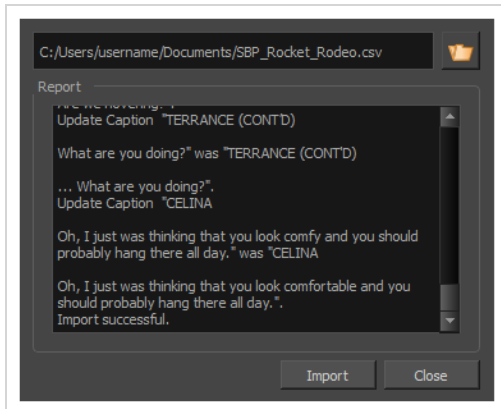 C:/Users/username/Documents/SBP_Rocket_Rodeo.csv
Report
Are we hovering?".
Update Caption "TERRANCE (CONT'D)
What are you doing?" was "TERRANCE (CONT'D)
... What are you doing?".
Update Caption "CELINA
Oh, I just was thinking that you look comfy and you should
probably hang there all day." was "CELINA
Oh, I just was thinking that you look comfortable and you
should probably hang there all day.".
Import successful.
Import
Close